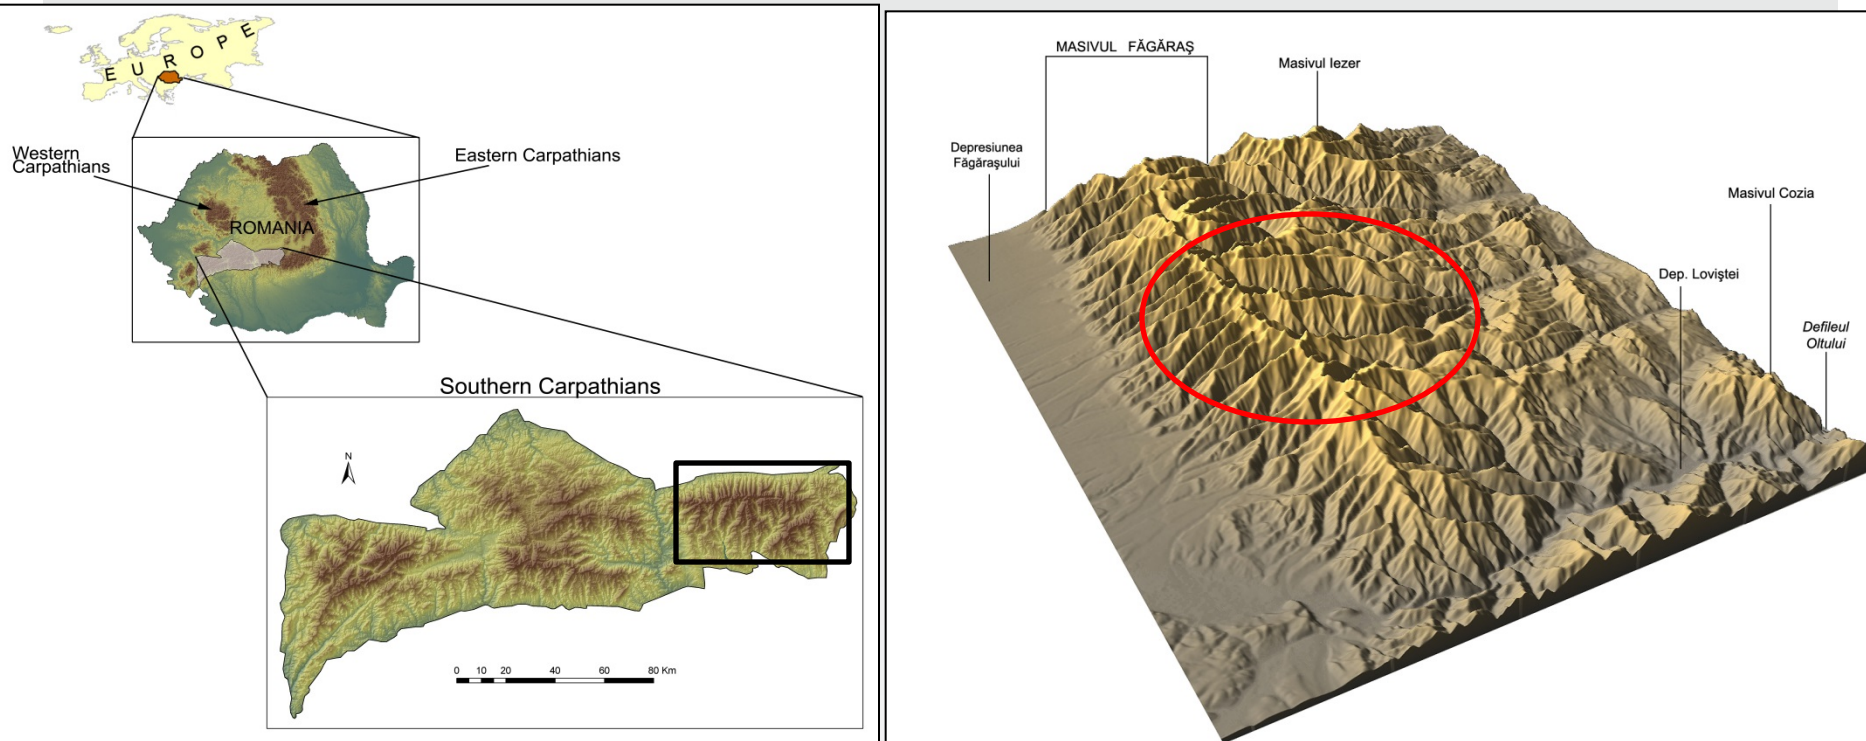 EUROPE
Western
Carpathians
Eastern Carpathians
ROMANIA
Southern Carpathians
N
0 10 20 40 60 80 Km
MASIVUL FĂGĂRAŞ
Masivul Iezer
Depresiunea
Făgăraşului
Masivul Cozia
Dep. Loviştei
Defileul
Oltului